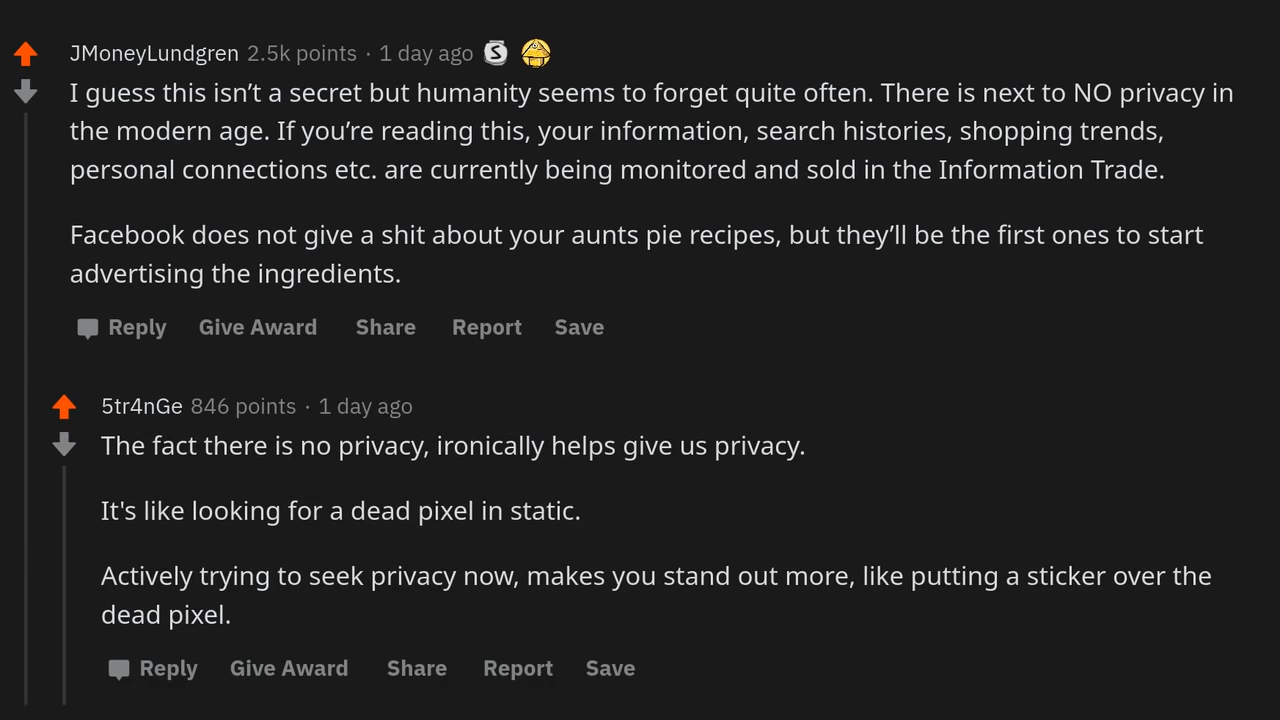 JMoneyLundgren 2.5k points · 1 day ago S
I guess this isn’t a secret but humanity seems to forget quite often. There is next to NO privacy in
the modern age. If you’re reading this, your information, search histories, shopping trends,
personal connections etc. are currently being monitored and sold in the Information Trade.
Facebook does not give a shit about your aunts pie recipes, but they’ll be the first ones to start
advertising the ingredients.
Reply Give Award Share Report Save
5tr4nGe 846 points · 1 day ago
The fact there is no privacy, ironically helps give us privacy.
It's like looking for a dead pixel in static.
Actively trying to seek privacy now, makes you stand out more, like putting a sticker over the
dead pixel.
Reply Give Award Share Report Save